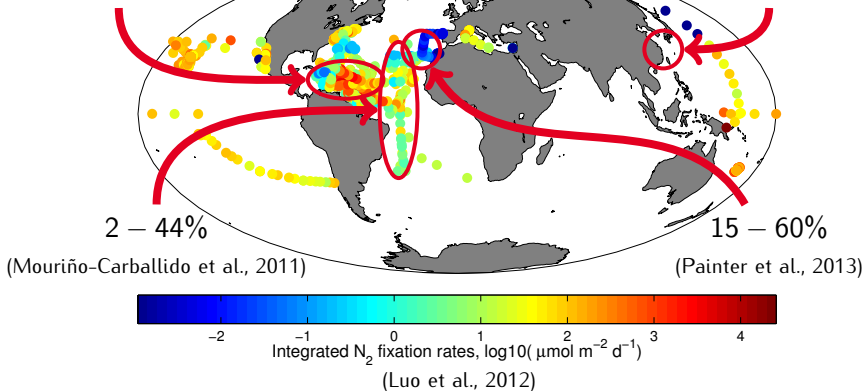 2 – 44%
(Mouriño-Carballido et al., 2011)
15 – 60%
(Painter et al., 2013)
−2 −1 0 1 2 3 4
Integrated N₂ fixation rates, log10( μmol m⁻² d⁻¹)
(Luo et al., 2012)